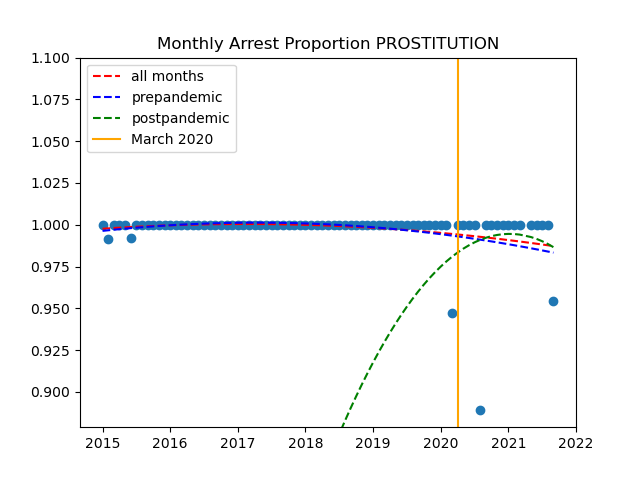 Monthly Arrest Proportion PROSTITUTION
1.100
1.075
1.050
1.025
1.000
0.975
0.950
0.925
0.900
all months
prepandemic
postpandemic
March 2020
2015 2016 2017 2018 2019 2020 2021 2022